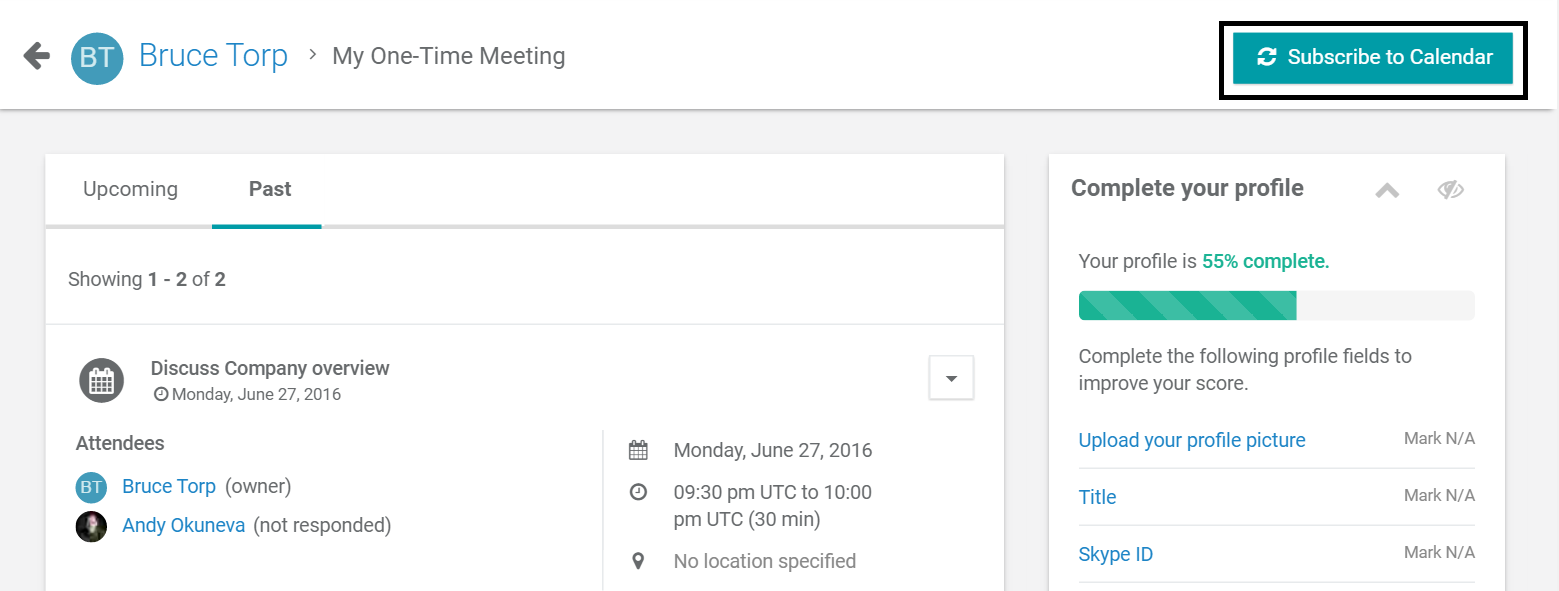 BT Bruce Torp > My One-Time Meeting
Subscribe to Calendar
Upcoming Past
Showing 1 - 2 of 2
Discuss Company overview
Monday, June 27, 2016
Attendees
BT Bruce Torp (owner)
Andy Okuneva (not responded)
Monday, June 27, 2016
09:30 pm UTC to 10:00
pm UTC (30 min)
No location specified
Complete your profile
Your profile is 55% complete.
Complete the following profile fields to
improve your score.
Upload your profile picture Mark N/A
Title Mark N/A
Skype ID Mark N/A